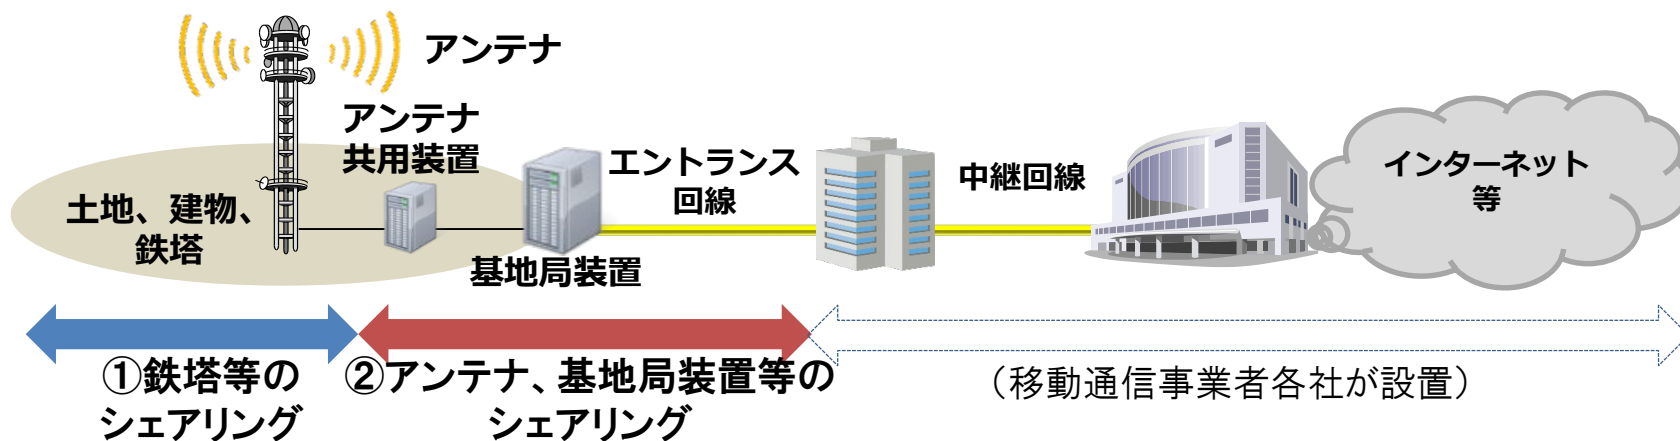 アンテナ
アンテナ
共用装置
土地、建物、
鉄塔
基地局装置
エントランス
回線
中継回線
インターネット
等
①鉄塔等の
シェアリング
②アンテナ、基地局装置等の
シェアリング
（移動通信事業者各社が設置）